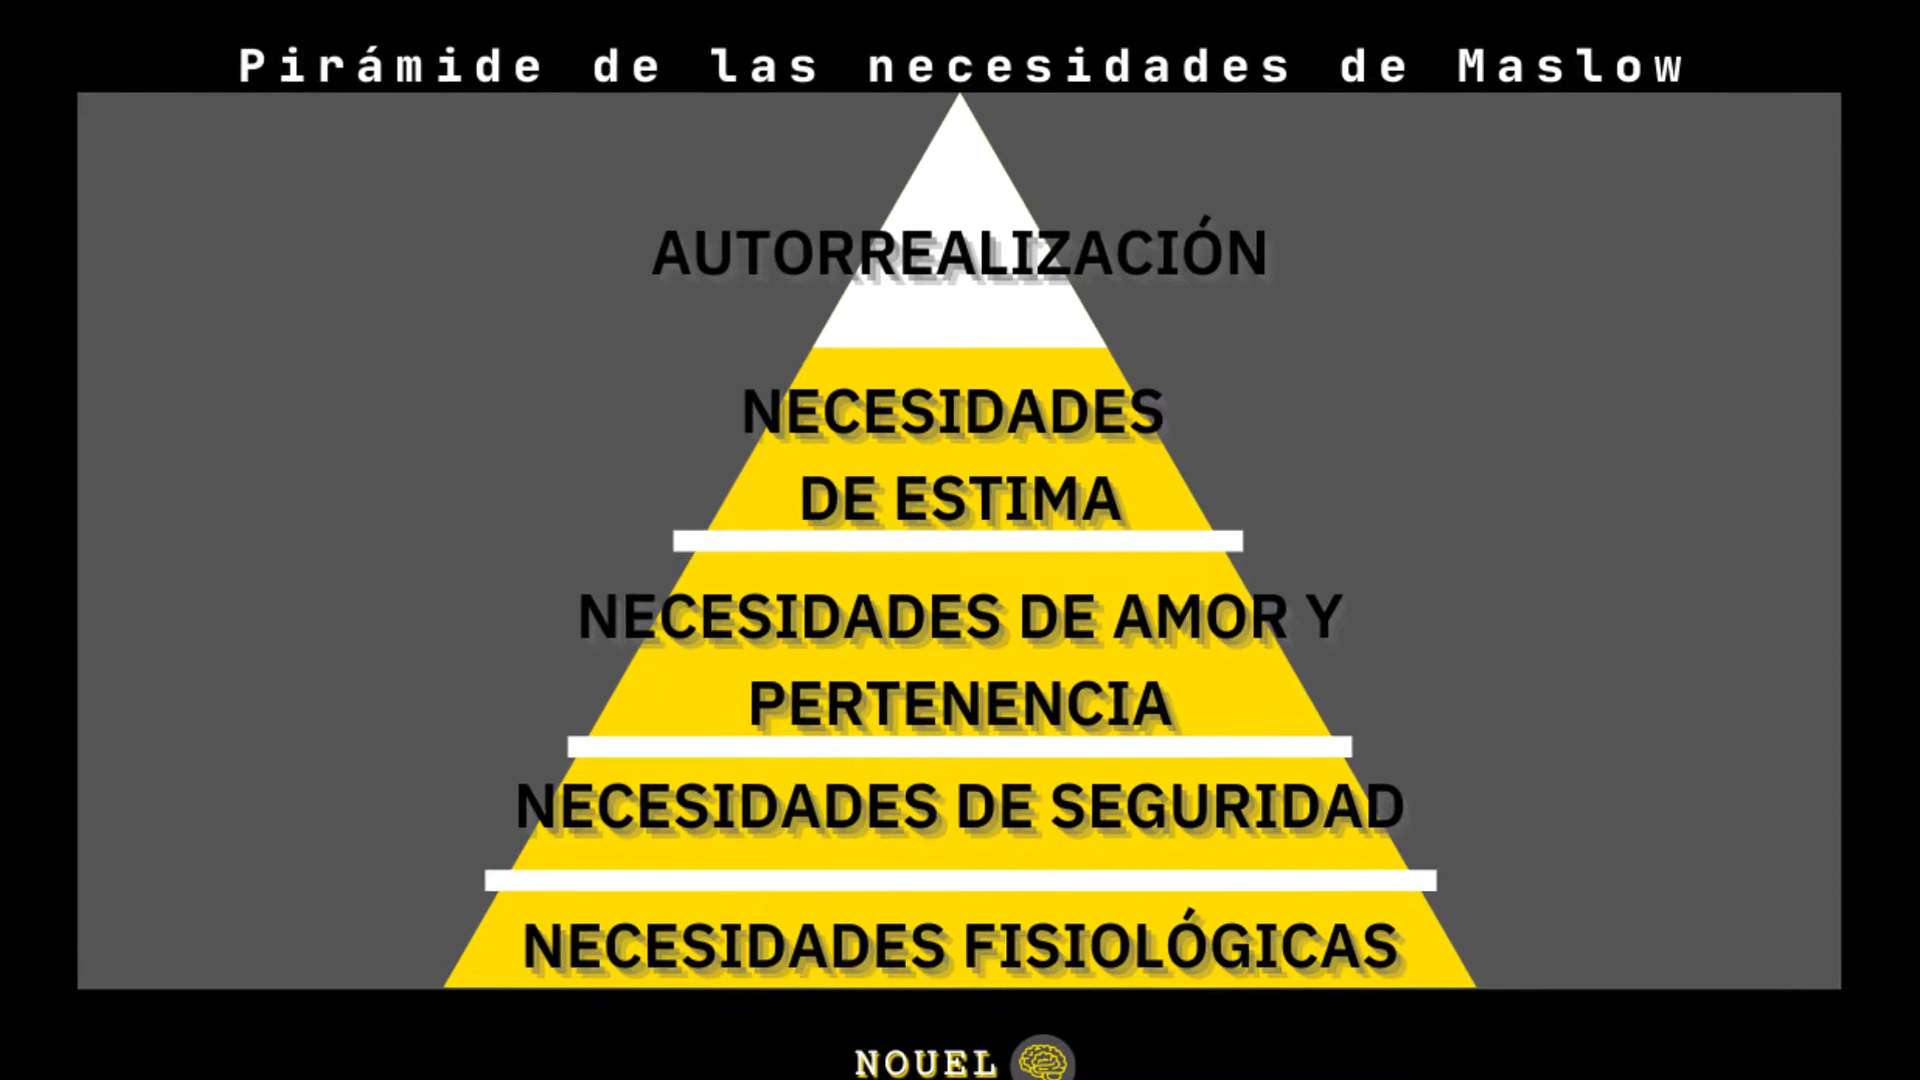 Pirámide de las necesidades de Maslow
AUTORREALIZACIÓN
NECESIDADES
DE ESTIMA
NECESIDADES DE AMOR Y
PERTENENCIA
NECESIDADES DE SEGURIDAD
NECESIDADES FISIOLÓGICAS
NOUEL